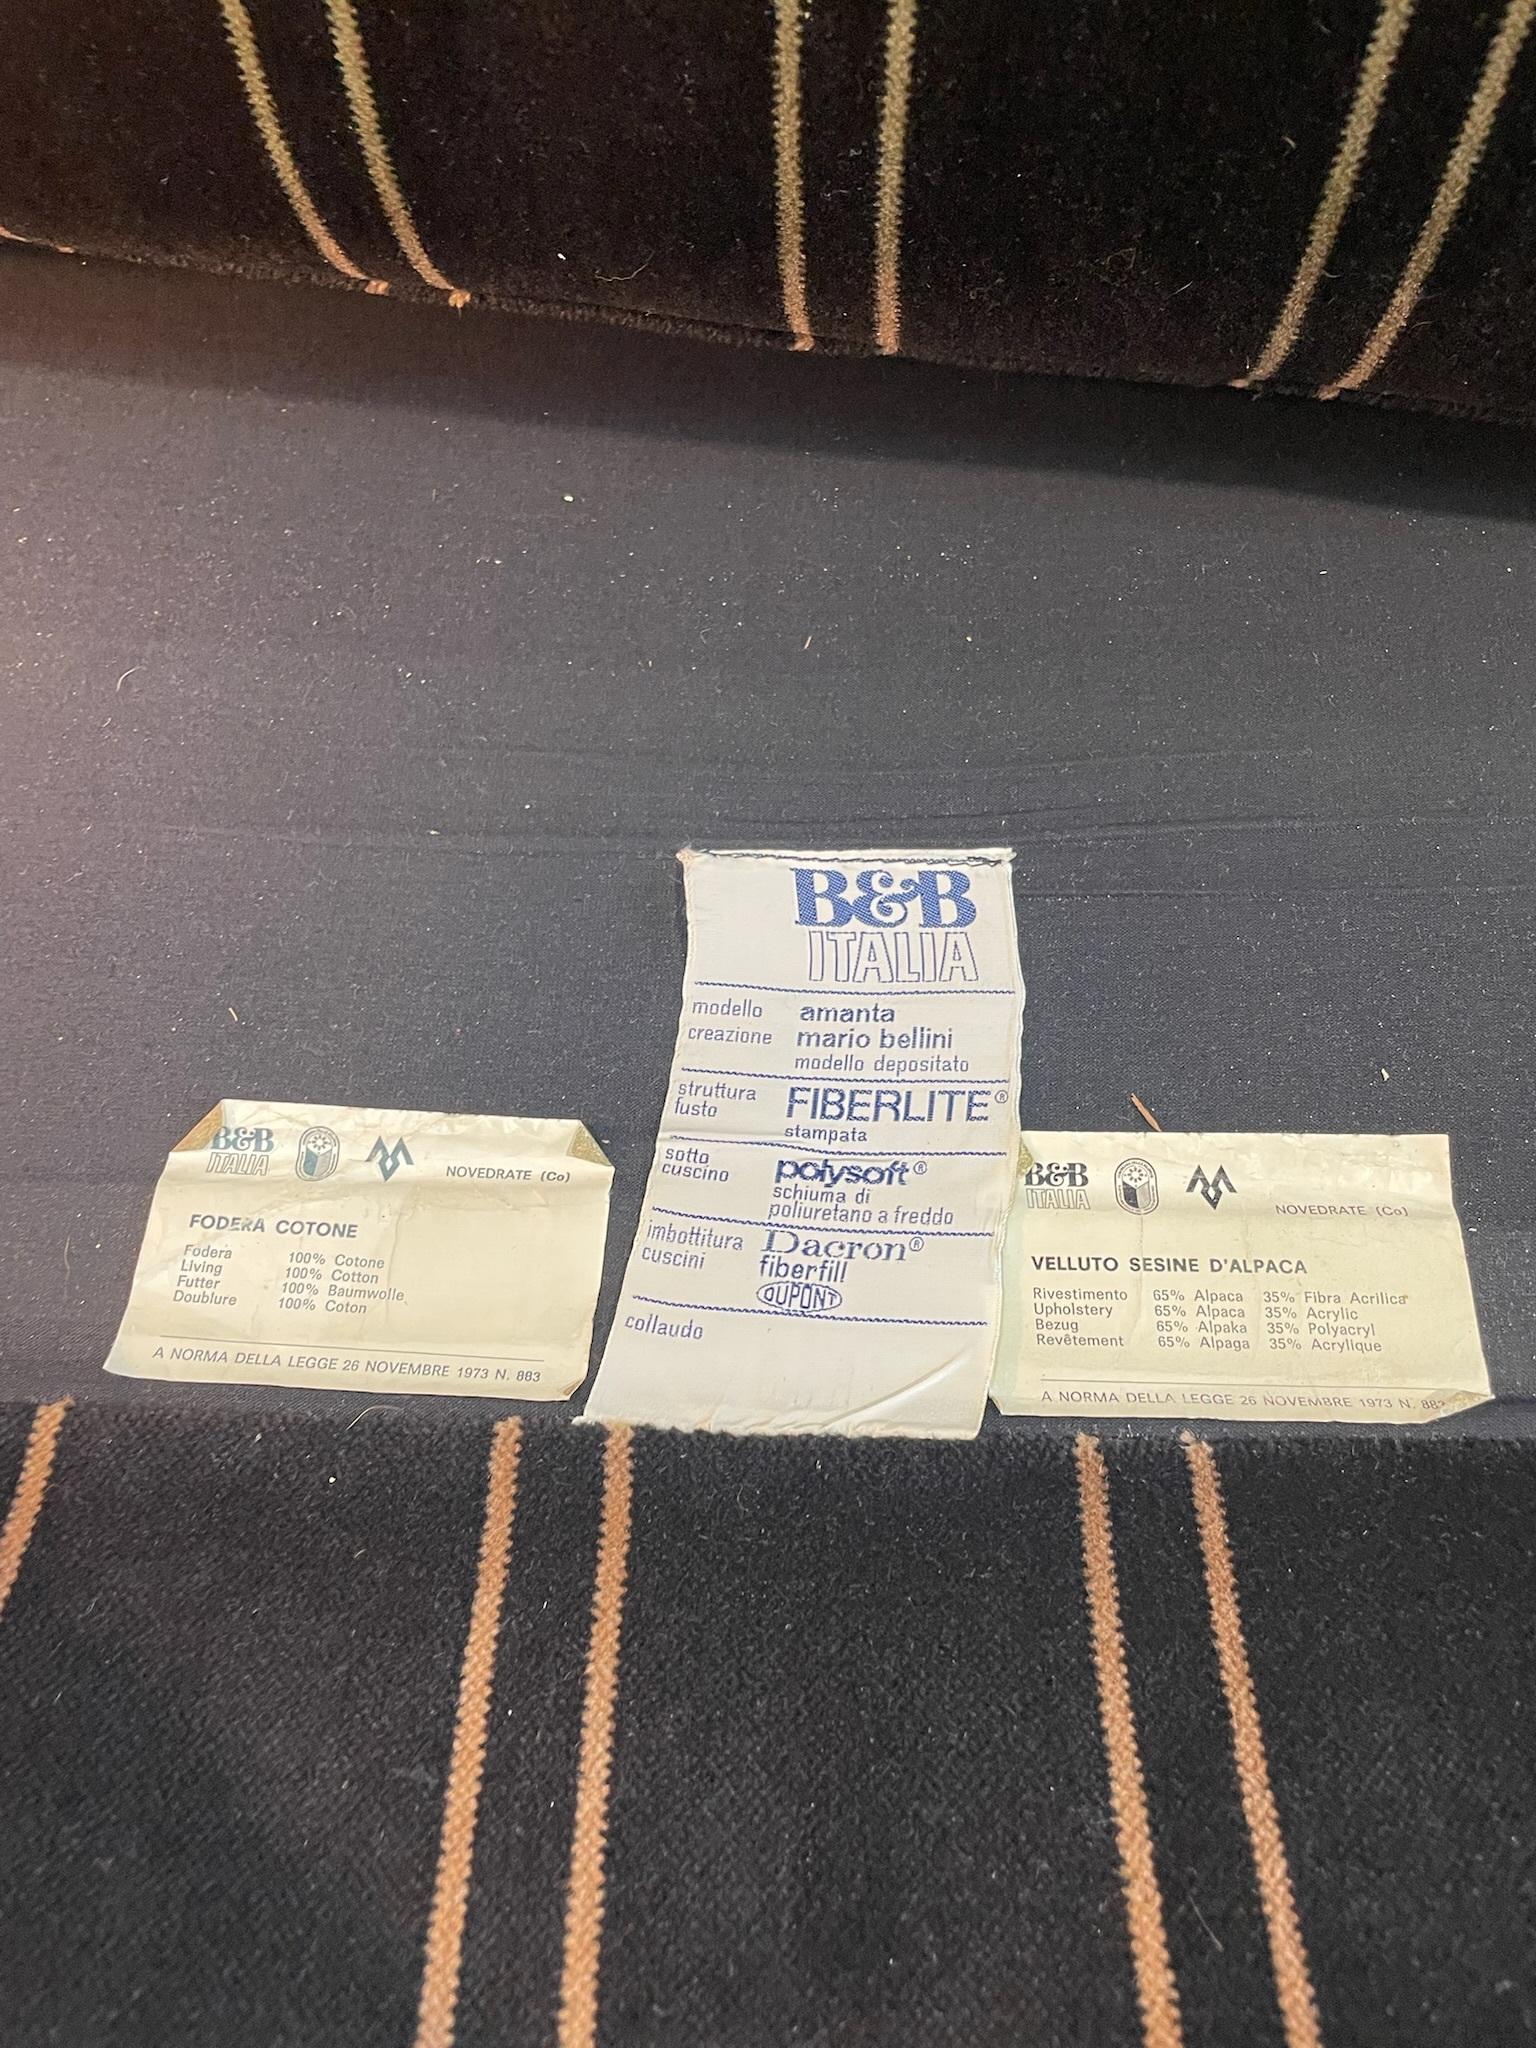 B&B
ITALIA
modello amanta
creazione mario bellini
modello depositato
struttura
fusto FIBERLITE®
stampata
sotto
cuscino polysoft®
schiuma di
poliuretano a freddo
imbottitura
cuscini Dacron®
fiberfill
DUPONT
collaudo
B&B
ITALIA
NOVEDRATE (Co)
FODERA COTONE
Fodera 100% Cotone
Living 100% Cotton
Futter 100% Baumwolle
Doublure 100% Coton
A NORMA DELLA LEGGE 26 NOVEMBRE 1973 N. 883
B&B
ITALIA
NOVEDRATE (Co)
VELLUTO SESINE D'ALPACA
Rivestimento 65% Alpaca 35% Fibra Acrilica
Upholstery 65% Alpaca 35% Acrylic
Bezug 65% Alpaka 35% Polyacryl
Revêtement 65% Alpaga 35% Acrylique
A NORMA DELLA LEGGE 26 NOVEMBRE 1973 N. 883